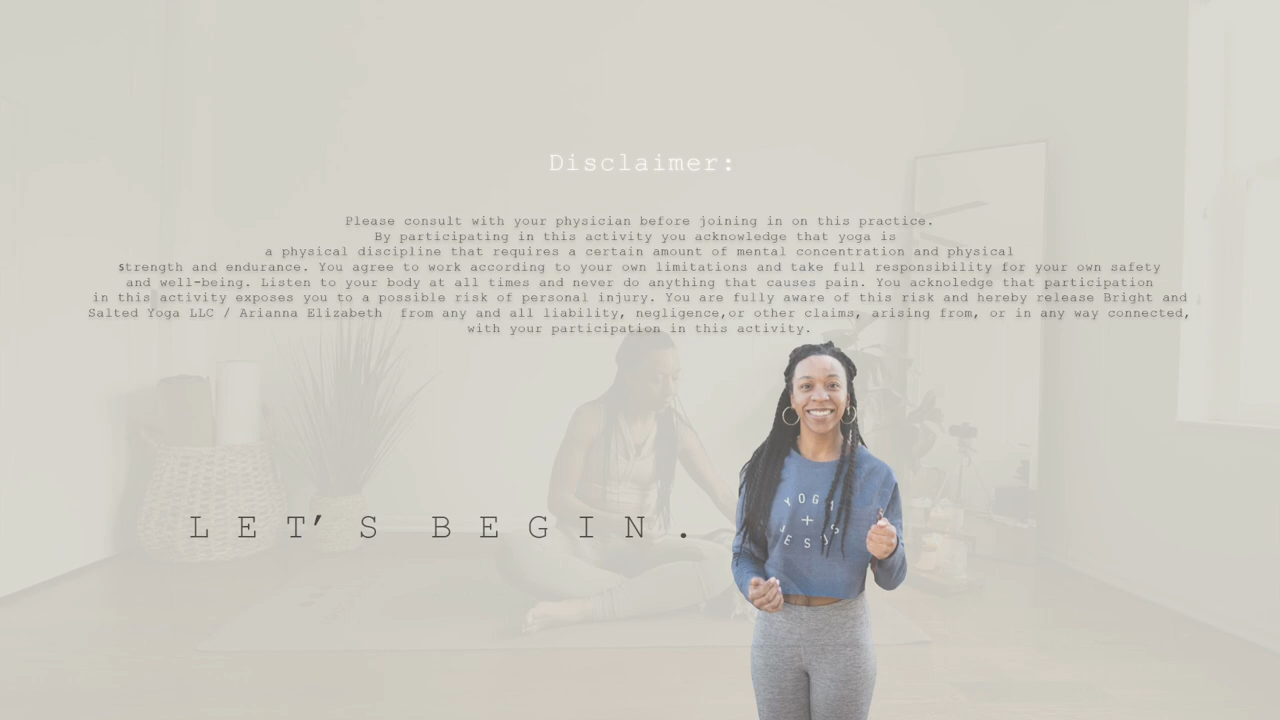 Disclaimer:
Please consult with your physician before joining in on this practice.
By participating in this activity you acknowledge that yoga is
a physical discipline that requires a certain amount of mental concentration and physical
strength and endurance. You agree to work according to your own limitations and take full responsibility for your own safety
and well-being. Listen to your body at all times and never do anything that causes pain. You acknoledge that participation
in this activity exposes you to a possible risk of personal injury. You are fully aware of this risk and hereby release Bright and
Salted Yoga LLC / Arianna Elizabeth from any and all liability, negligence,or other claims, arising from, or in any way connected,
with your participation in this activity.
YOGA
+
JESUS
LET'S BEGIN.